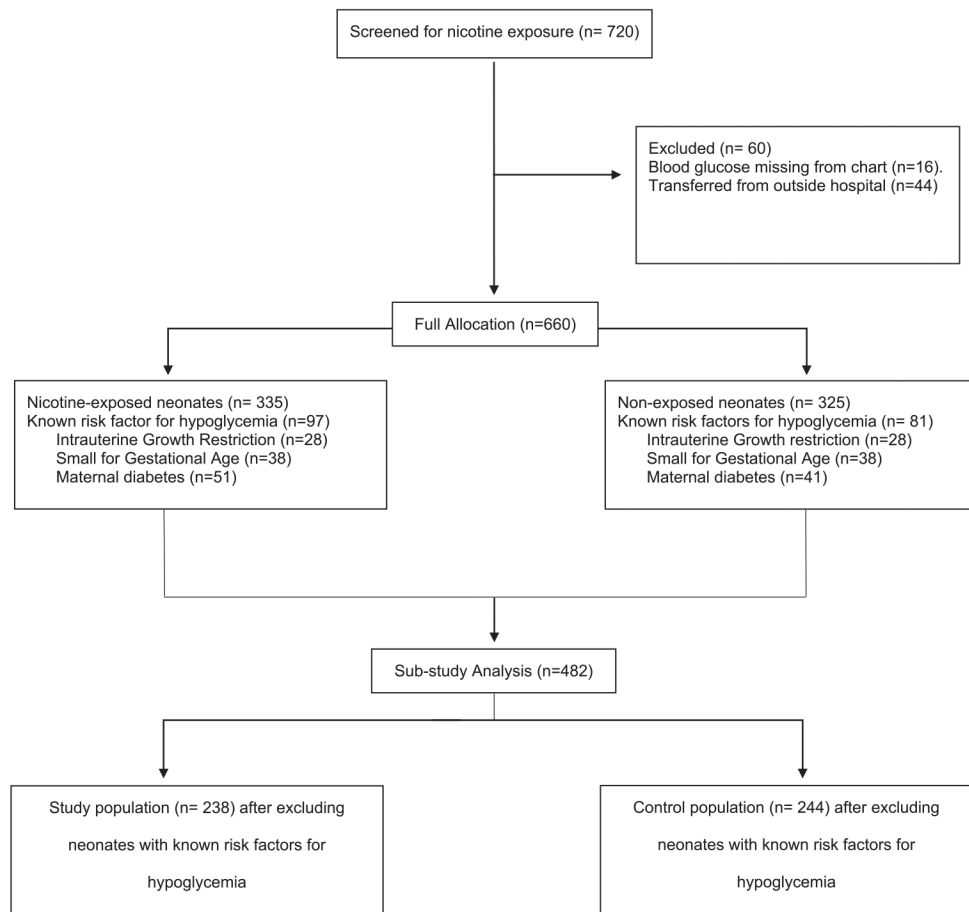 Screened for nicotine exposure (n= 720)
Excluded (n= 60)
Blood glucose missing from chart (n=16).
Transferred from outside hospital (n=44)
Full Allocation (n=660)
Nicotine-exposed neonates (n= 335)
Known risk factor for hypoglycemia (n=97)
Intrauterine Growth Restriction (n=28)
Small for Gestational Age (n=38)
Maternal diabetes (n=51)
Non-exposed neonates (n= 325)
Known risk factors for hypoglycemia (n= 81)
Intrauterine Growth restriction (n=28)
Small for Gestational Age (n=38)
Maternal diabetes (n=41)
Sub-study Analysis (n=482)
Study population (n= 238) after excluding
neonates with known risk factors for
hypoglycemia
Control population (n= 244) after excluding
neonates with known risk factors for
hypoglycemia